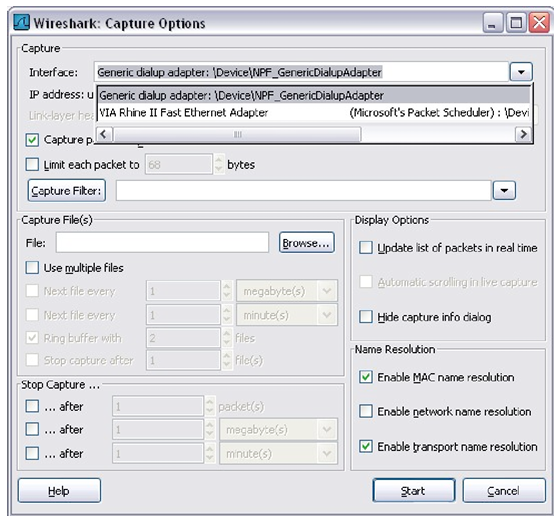 Wireshark: Capture Options
Capture
Interface: Generic dialup adapter: \Device\NPF_GenericDialupAdapter
IP address: u
Generic dialup adapter: \Device\NPF_GenericDialupAdapter
VIA Rhine II Fast Ethernet Adapter (Microsoft's Packet Scheduler) : \Devi
Link-layer hea
Capture p
Limit each packet to 68 bytes
Capture Filter:
Capture File(s)
File: Browse...
Use multiple files
Next file every 1 megabyte(s)
Next file every 1 minute(s)
Ring buffer with 2 files
Stop capture after 1 file(s)
Stop Capture ...
... after 1 packet(s)
... after 1 megabyte(s)
... after 1 minute(s)
Display Options
Update list of packets in real time
Automatic scrolling in live capture
Hide capture info dialog
Name Resolution
Enable MAC name resolution
Enable network name resolution
Enable transport name resolution
Help Start Cancel